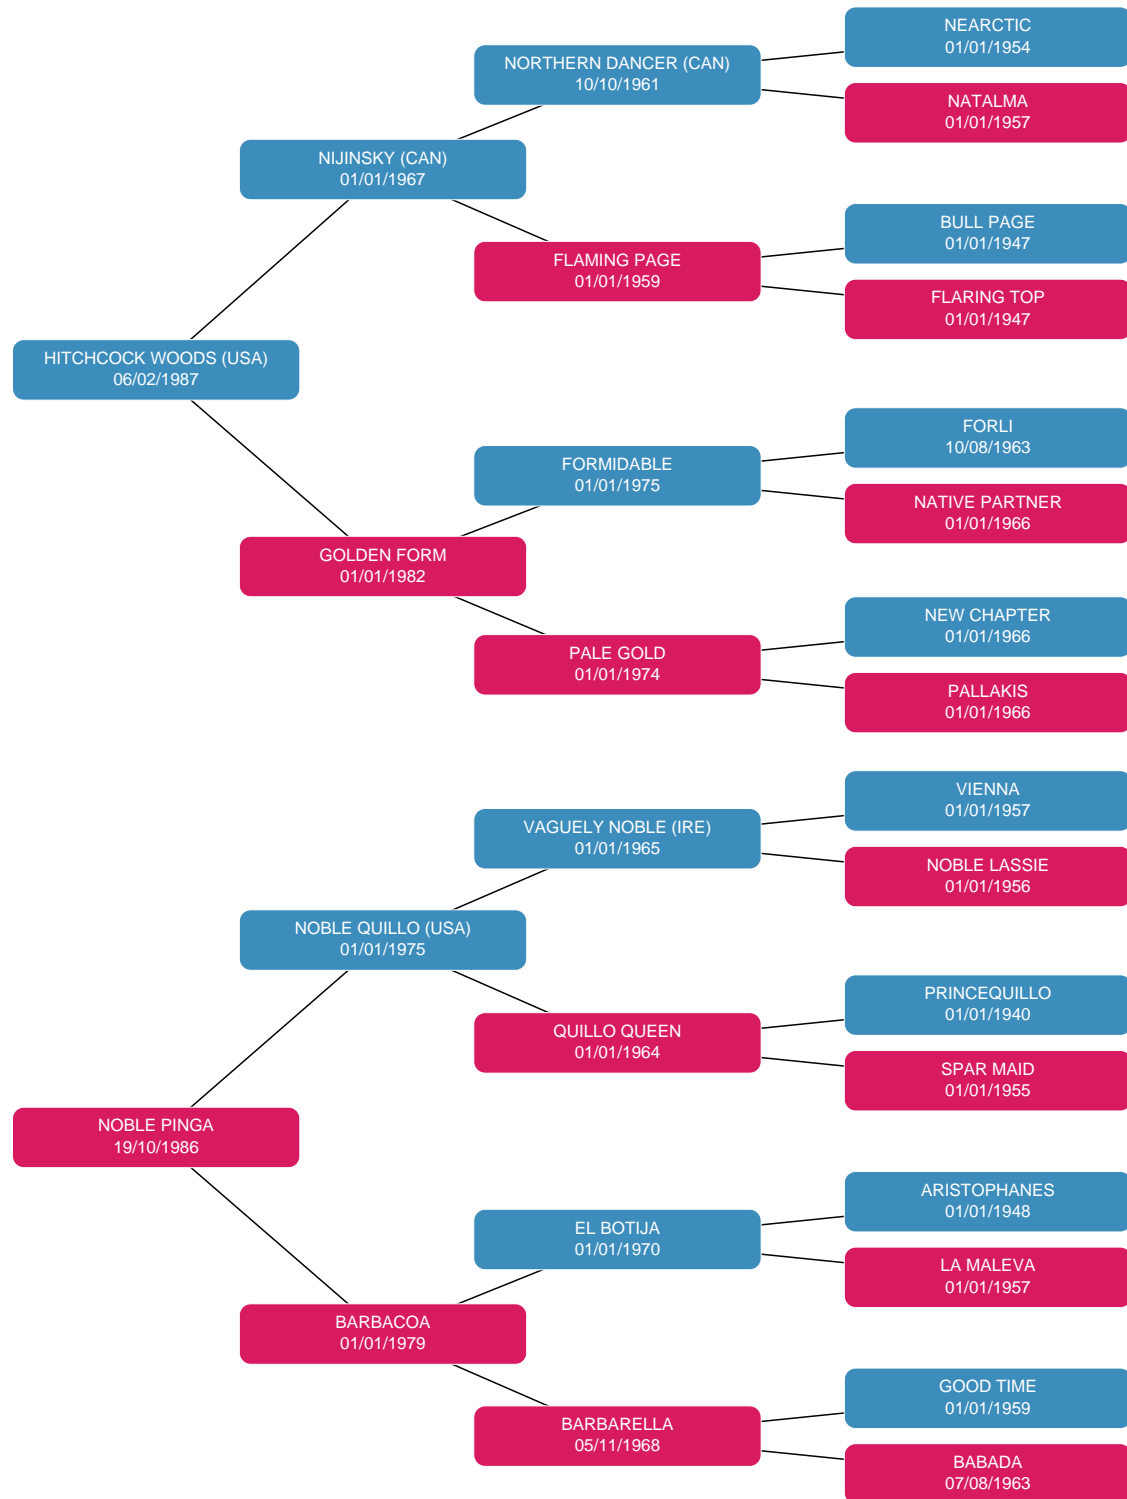 NEARCTIC
01/01/1954
NORTHERN DANCER (CAN)
10/10/1961
NATALMA
01/01/1957
NIJINSKY (CAN)
01/01/1967
BULL PAGE
01/01/1947
FLAMING PAGE
01/01/1959
FLARING TOP
01/01/1947
HITCHCOCK WOODS (USA)
06/02/1987
FORLI
10/08/1963
FORMIDABLE
01/01/1975
NATIVE PARTNER
01/01/1966
GOLDEN FORM
01/01/1982
NEW CHAPTER
01/01/1966
PALE GOLD
01/01/1974
PALLAKIS
01/01/1966
VIENNA
01/01/1957
VAGUELY NOBLE (IRE)
01/01/1965
NOBLE LASSIE
01/01/1956
NOBLE QUILLO (USA)
01/01/1975
PRINCEQUILLO
01/01/1940
QUILLO QUEEN
01/01/1964
SPAR MAID
01/01/1955
NOBLE PINGA
19/10/1986
ARISTOPHANES
01/01/1948
EL BOTIJA
01/01/1970
LA MALEVA
01/01/1957
BARBACOA
01/01/1979
GOOD TIME
01/01/1959
BARBARELLA
05/11/1968
BABADA
07/08/1963